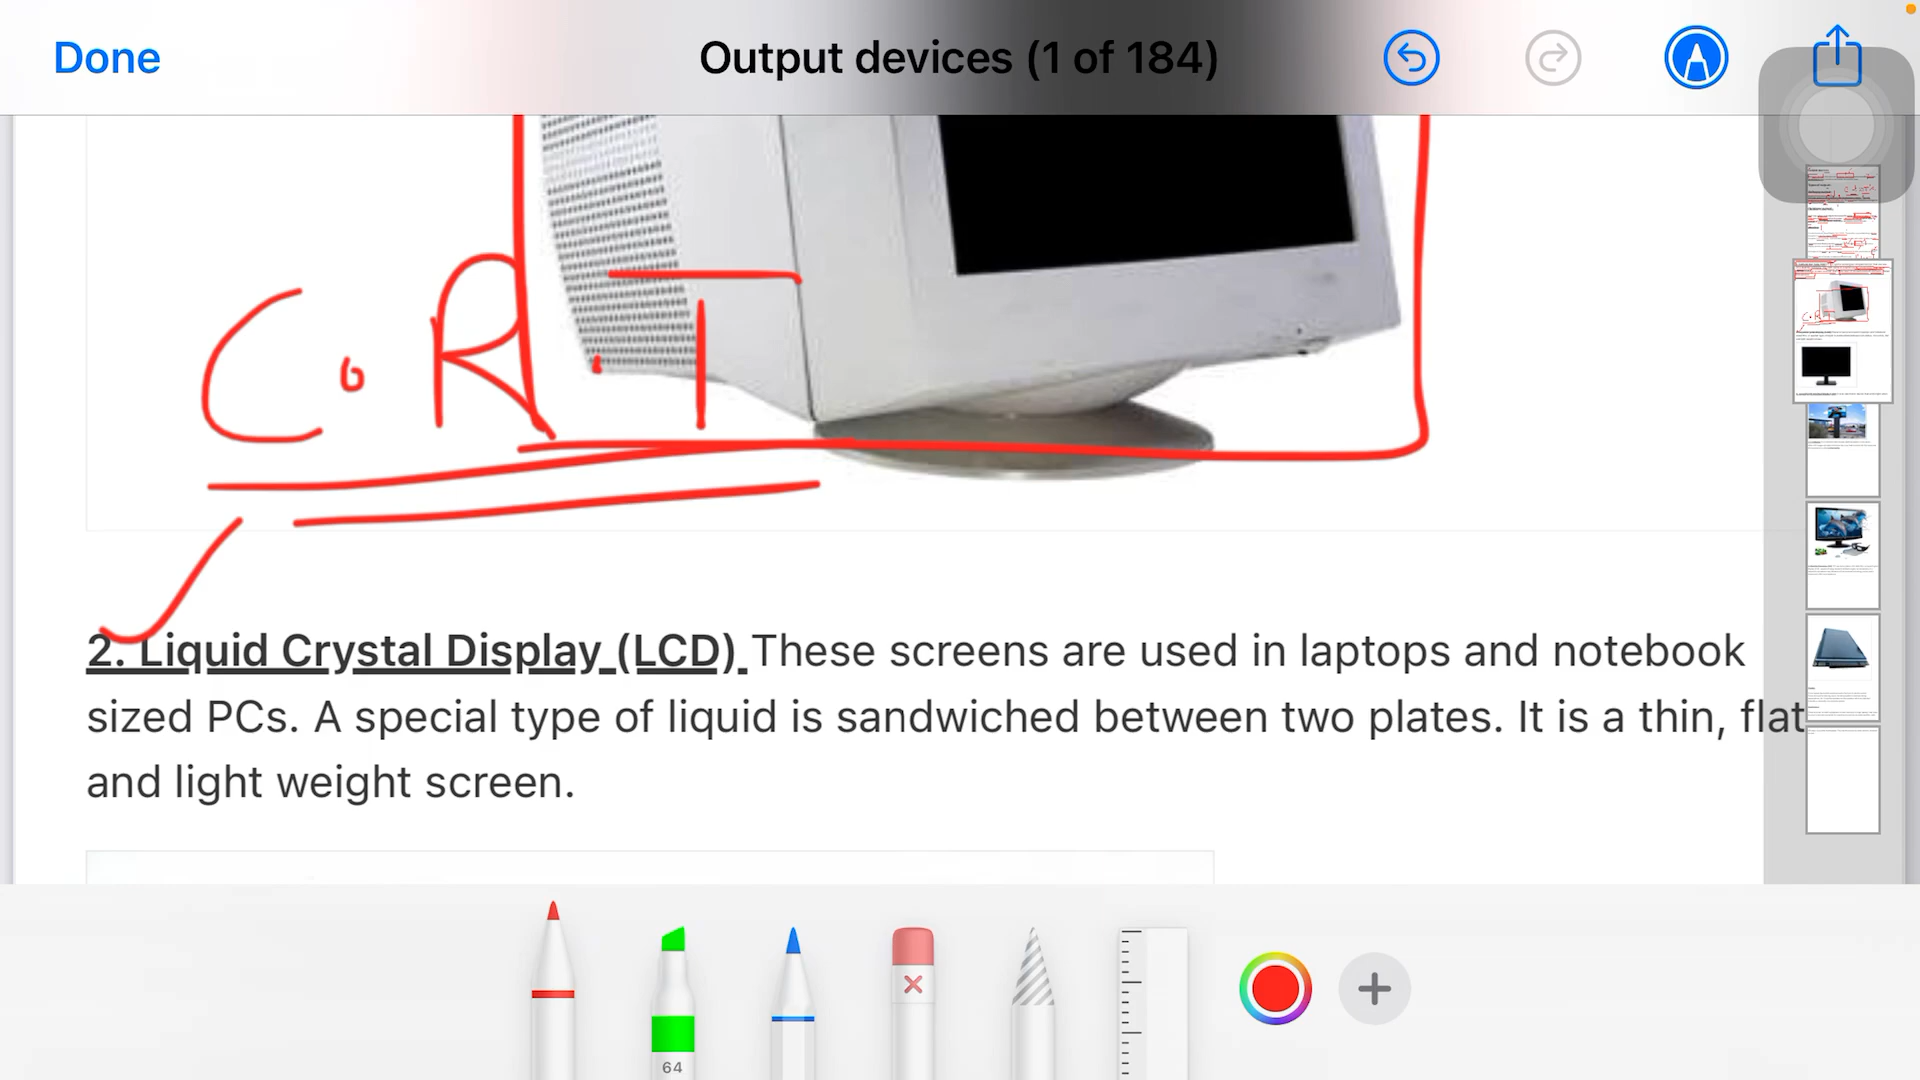 Done
Output devices (1 of 184)
C.R.T
2. Liquid Crystal Display (LCD) These screens are used in laptops and notebook
sized PCs. A special type of liquid is sandwiched between two plates. It is a thin, flat
and light weight screen.
64